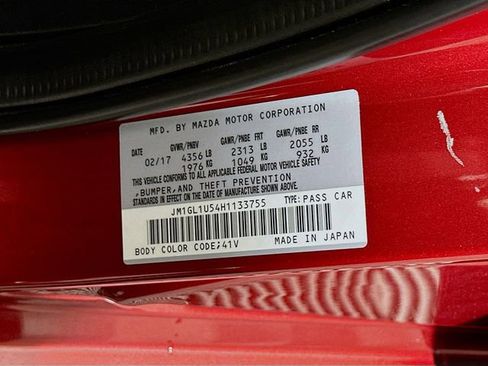 MFD. BY MAZDA MOTOR CORPORATION
GVWR/PNBV GAWR/PNBE FRT GAWR/PNBE RR
02/17 4356 LB 2313 LB 2055 LB
1976 KG 1049 KG 932 KG
THIS VEHICLE CONFORMS TO ALL APPLICABLE FEDERAL MOTOR VEHICLE SAFETY
,BUMPER,AND THEFT PREVENTION
STANDARDS IN EFFECT ON THE DATE OF MANUFACTURE SHOWN ABOVE.
JM1GL1U54H1133755 TYPE: PASS CAR
BODY COLOR CODE;41V MADE IN JAPAN